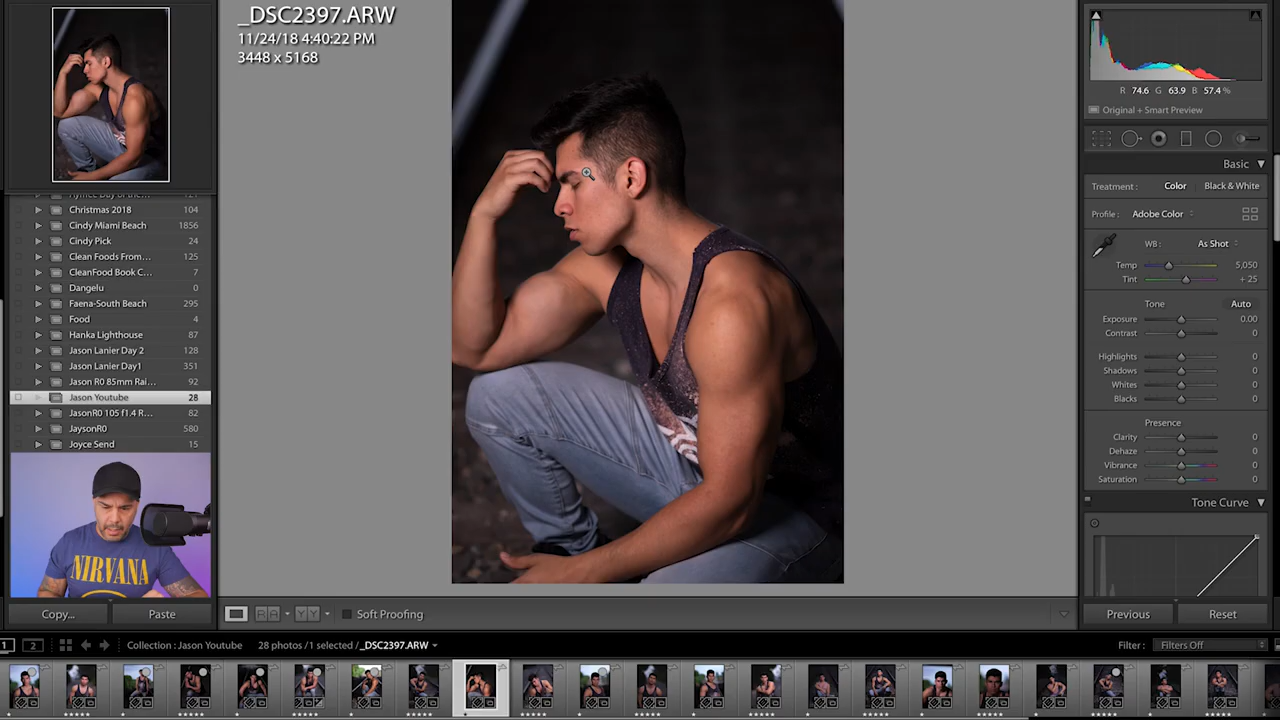 _DSC2397.ARW
11/24/18 4:40:22 PM
3448 x 5168
Christmas 2018 104
Cindy Miami Beach 1856
Cindy Pick 24
Clean Foods From... 125
CleanFood Book C... 7
Dangelu 0
Faena-South Beach 295
Food 4
Hanka Lighthouse 87
Jason Lanier Day 2 128
Jason Lanier Day1 351
Jason R0 85mm Rai... 92
Jason Youtube 28
JasonR0 105 f1.4 R... 82
JaysonR0 580
Joyce Send 15
NIRVANA
Copy... Paste
R A Y Y Soft Proofing
R 74.6 G 63.9 B 57.4 %
Original + Smart Preview
Basic
Treatment : Color Black & White
Profile : Adobe Color
WB : As Shot
Temp 5,050
Tint + 25
Tone Auto
Exposure 0.00
Contrast 0
Highlights 0
Shadows 0
Whites 0
Blacks 0
Presence
Clarity 0
Dehaze 0
Vibrance 0
Saturation 0
Tone Curve
Previous Reset
1 2 Collection : Jason Youtube 28 photos /1 selected /_DSC2397.ARW Filter : Filters Off